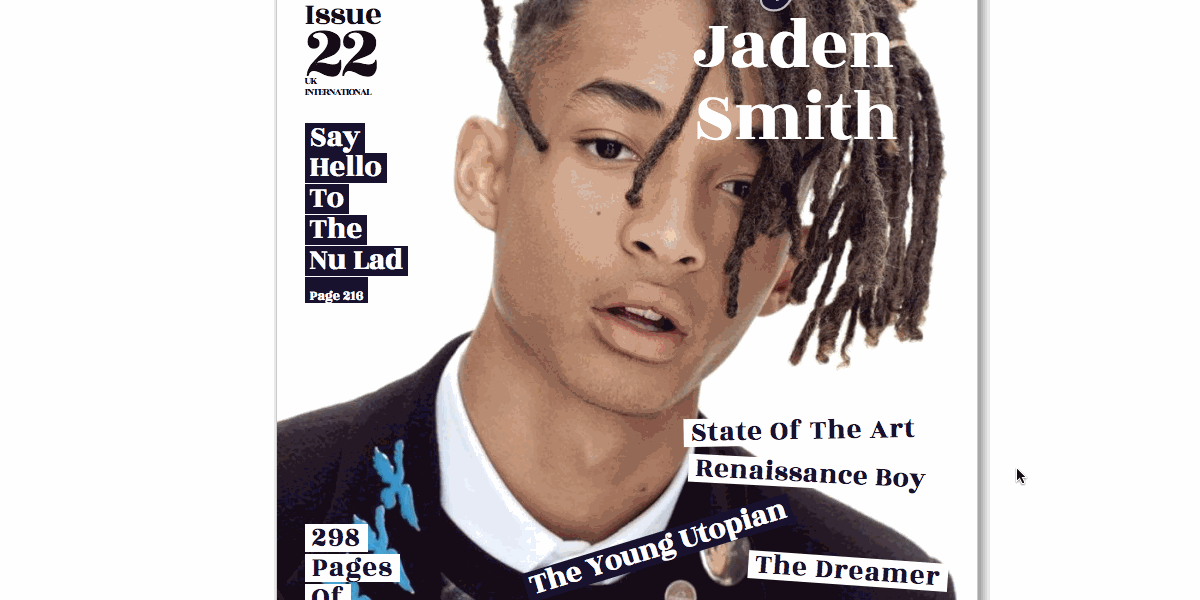 Issue
22
UK
INTERNATIONAL
Jaden
Smith
Say
Hello
To
The
Nu Lad
Page 216
State Of The Art
Renaissance Boy
The Young Utopian
The Dreamer
298
Pages
Of